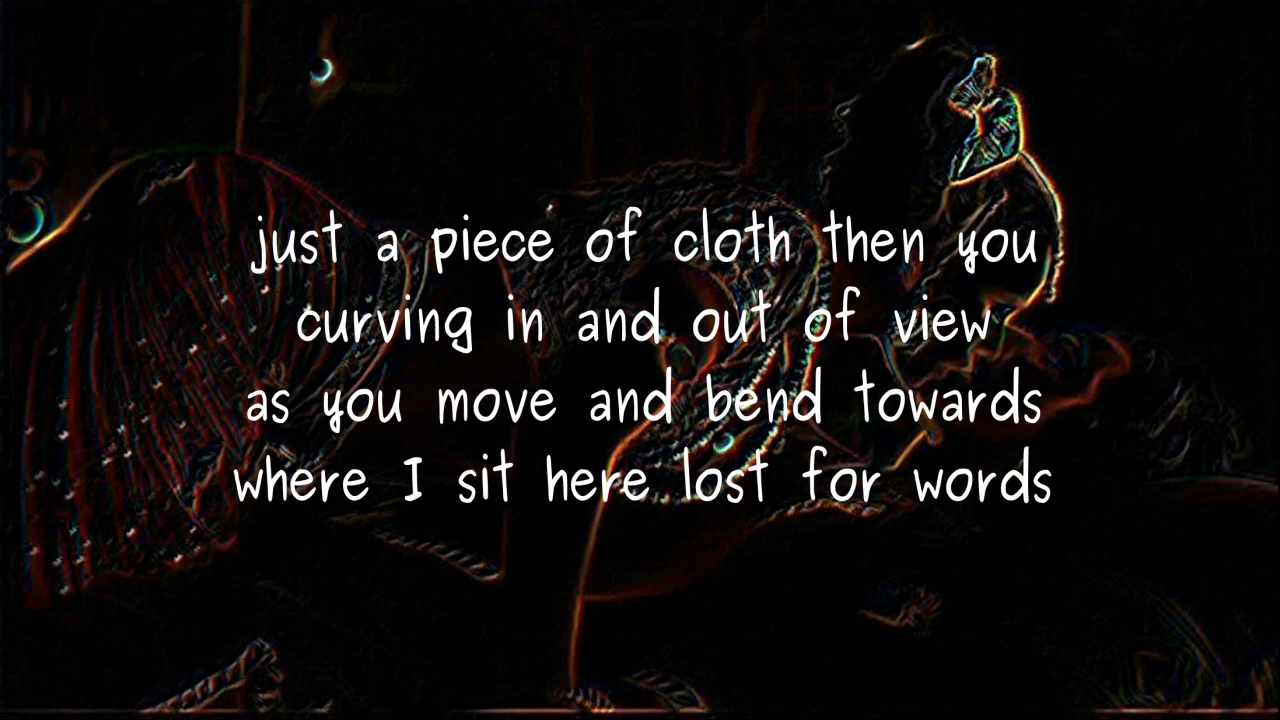 just a piece of cloth then you
curving in and out of view
as you move and bend towards
where I sit here lost for words